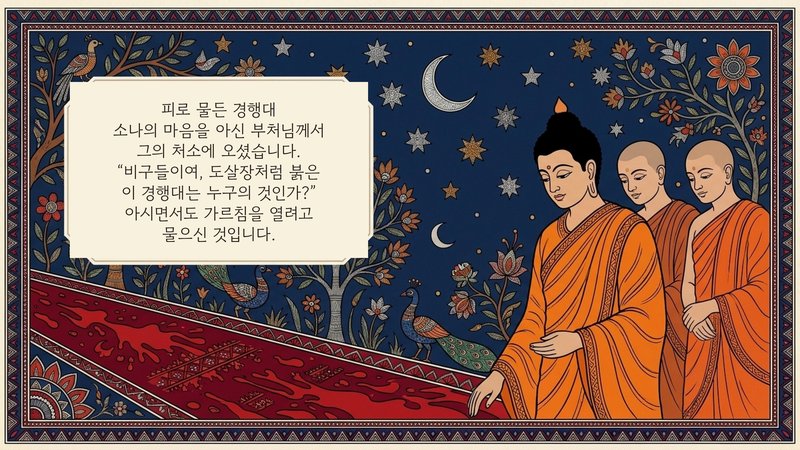 피로 물든 경행대
소나의 마음을 아신 부처님께서
그의 처소에 오셨습니다.
“비구들이여, 도살장처럼 붉은
이 경행대는 누구의 것인가?”
아시면서도 가르침을 열려고
물으신 것입니다.